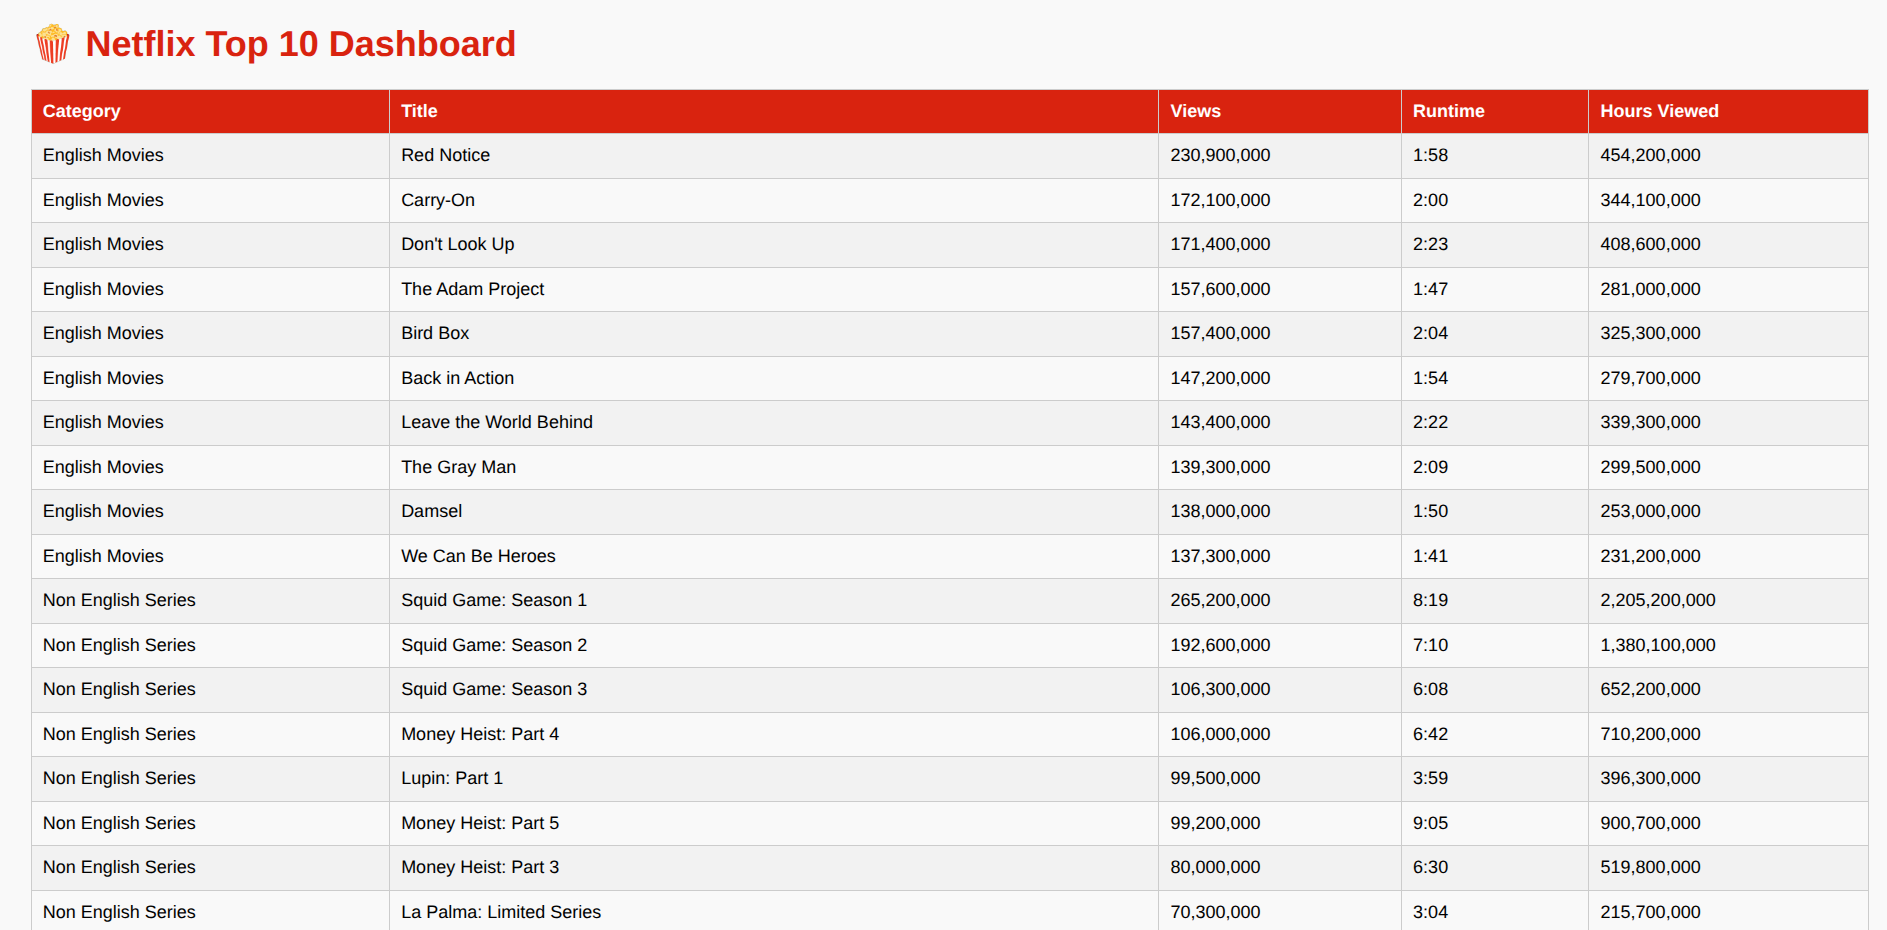 Netflix Top 10 Dashboard
Category Title Views Runtime Hours Viewed
English Movies Red Notice 230,900,000 1:58 454,200,000
English Movies Carry-On 172,100,000 2:00 344,100,000
English Movies Don't Look Up 171,400,000 2:23 408,600,000
English Movies The Adam Project 157,600,000 1:47 281,000,000
English Movies Bird Box 157,400,000 2:04 325,300,000
English Movies Back in Action 147,200,000 1:54 279,700,000
English Movies Leave the World Behind 143,400,000 2:22 339,300,000
English Movies The Gray Man 139,300,000 2:09 299,500,000
English Movies Damsel 138,000,000 1:50 253,000,000
English Movies We Can Be Heroes 137,300,000 1:41 231,200,000
Non English Series Squid Game: Season 1 265,200,000 8:19 2,205,200,000
Non English Series Squid Game: Season 2 192,600,000 7:10 1,380,100,000
Non English Series Squid Game: Season 3 106,300,000 6:08 652,200,000
Non English Series Money Heist: Part 4 106,000,000 6:42 710,200,000
Non English Series Lupin: Part 1 99,500,000 3:59 396,300,000
Non English Series Money Heist: Part 5 99,200,000 9:05 900,700,000
Non English Series Money Heist: Part 3 80,000,000 6:30 519,800,000
Non English Series La Palma: Limited Series 70,300,000 3:04 215,700,000